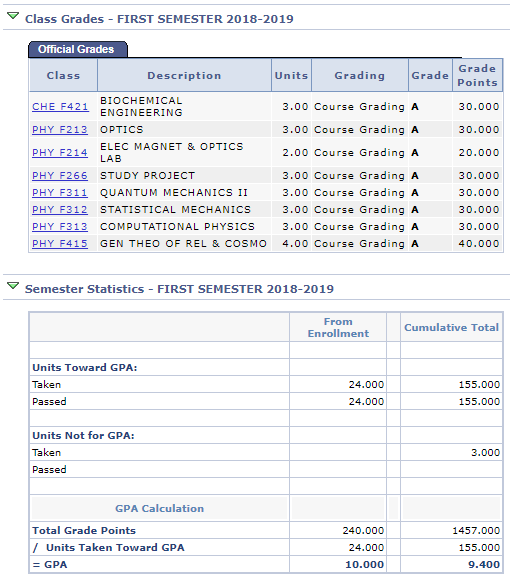 Class Grades - FIRST SEMESTER 2018-2019
Official Grades
Class Description Units Grading Grade Grade Points
CHE F421 BIOCHEMICAL ENGINEERING 3.00 Course Grading A 30.000
PHY F213 OPTICS 3.00 Course Grading A 30.000
PHY F214 ELEC MAGNET & OPTICS LAB 2.00 Course Grading A 20.000
PHY F266 STUDY PROJECT 3.00 Course Grading A 30.000
PHY F311 QUANTUM MECHANICS II 3.00 Course Grading A 30.000
PHY F312 STATISTICAL MECHANICS 3.00 Course Grading A 30.000
PHY F313 COMPUTATIONAL PHYSICS 3.00 Course Grading A 30.000
PHY F415 GEN THEO OF REL & COSMO 4.00 Course Grading A 40.000
Semester Statistics - FIRST SEMESTER 2018-2019
From Enrollment Cumulative Total
Units Toward GPA:
Taken 24.000 155.000
Passed 24.000 155.000
Units Not for GPA:
Taken 3.000
Passed
GPA Calculation
Total Grade Points 240.000 1457.000
/ Units Taken Toward GPA 24.000 155.000
= GPA 10.000 9.400